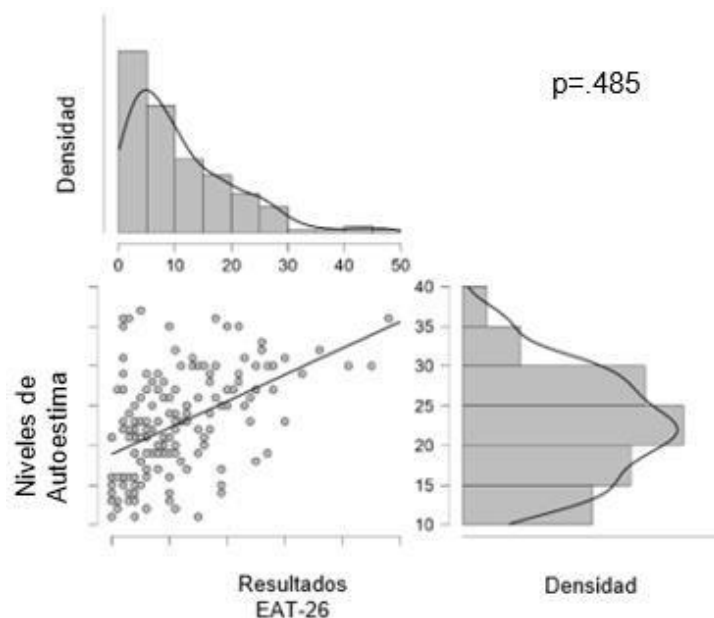 Densidad
p=.485
0 10 20 30 40 50
Niveles de
Autoestima
40
35
30
25
20
15
10
Resultados
EAT-26
Densidad